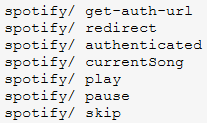 spotify/ get-auth-url
spotify/ redirect
spotify/ authenticated
spotify/ currentSong
spotify/ play
spotify/ pause
spotify/ skip